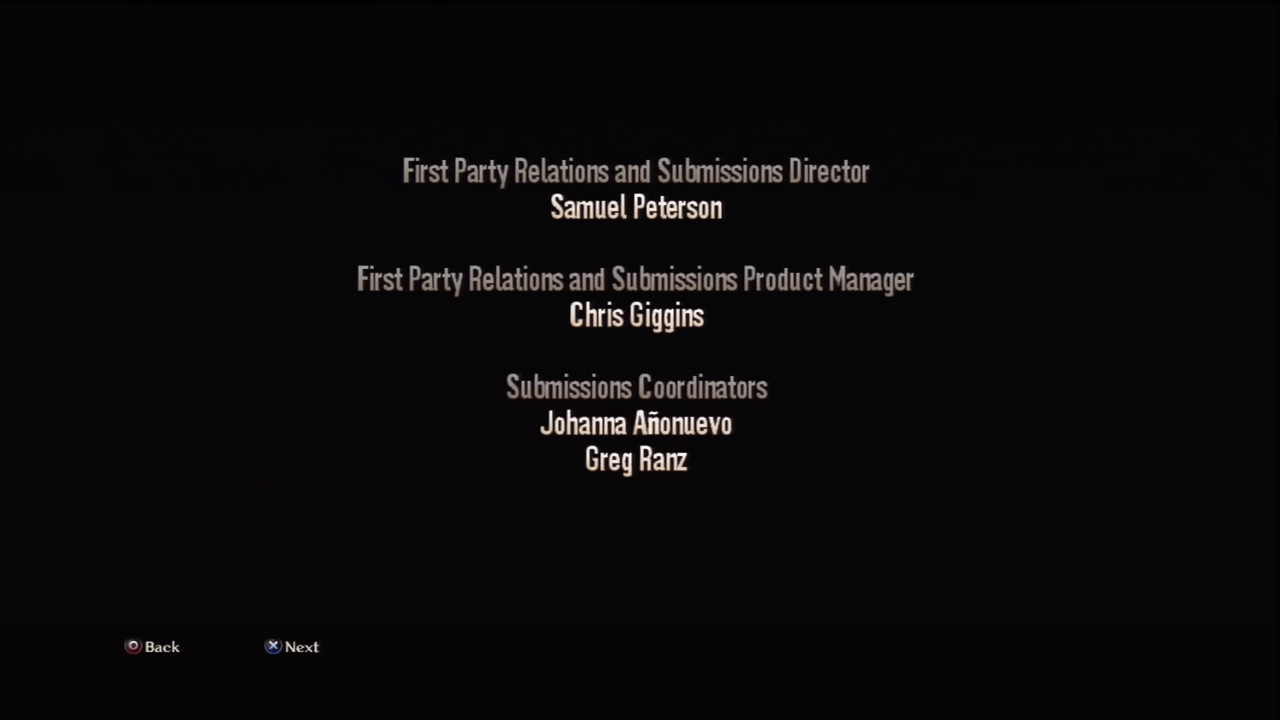 First Party Relations and Submissions Director
Samuel Peterson
First Party Relations and Submissions Product Manager
Chris Giggins
Submissions Coordinators
Johanna Añonuevo
Greg Ranz
Back Next